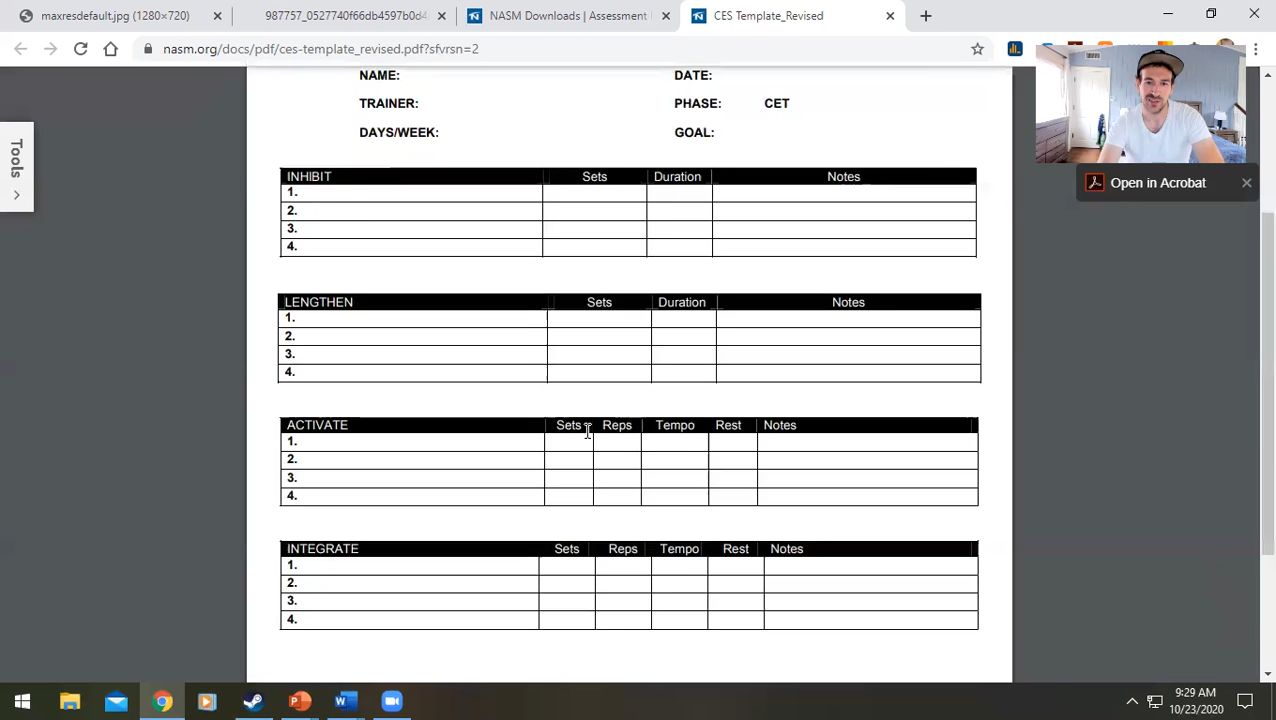 maxresdefault.jpg (1280×720)
987757_0527740f66db4597b0d4
NASM Downloads | Assessment
CES Template_Revised
nasm.org/docs/pdf/ces-template_revised.pdf?sfvrsn=2
Tools
Open in Acrobat
NAME: DATE:
TRAINER: PHASE: CET
DAYS/WEEK: GOAL:
INHIBIT Sets Duration Notes
1.
2.
3.
4.
LENGTHEN Sets Duration Notes
1.
2.
3.
4.
ACTIVATE Sets Reps Tempo Rest Notes
1.
2.
3.
4.
INTEGRATE Sets Reps Tempo Rest Notes
1.
2.
3.
4.
9:29 AM
10/23/2020